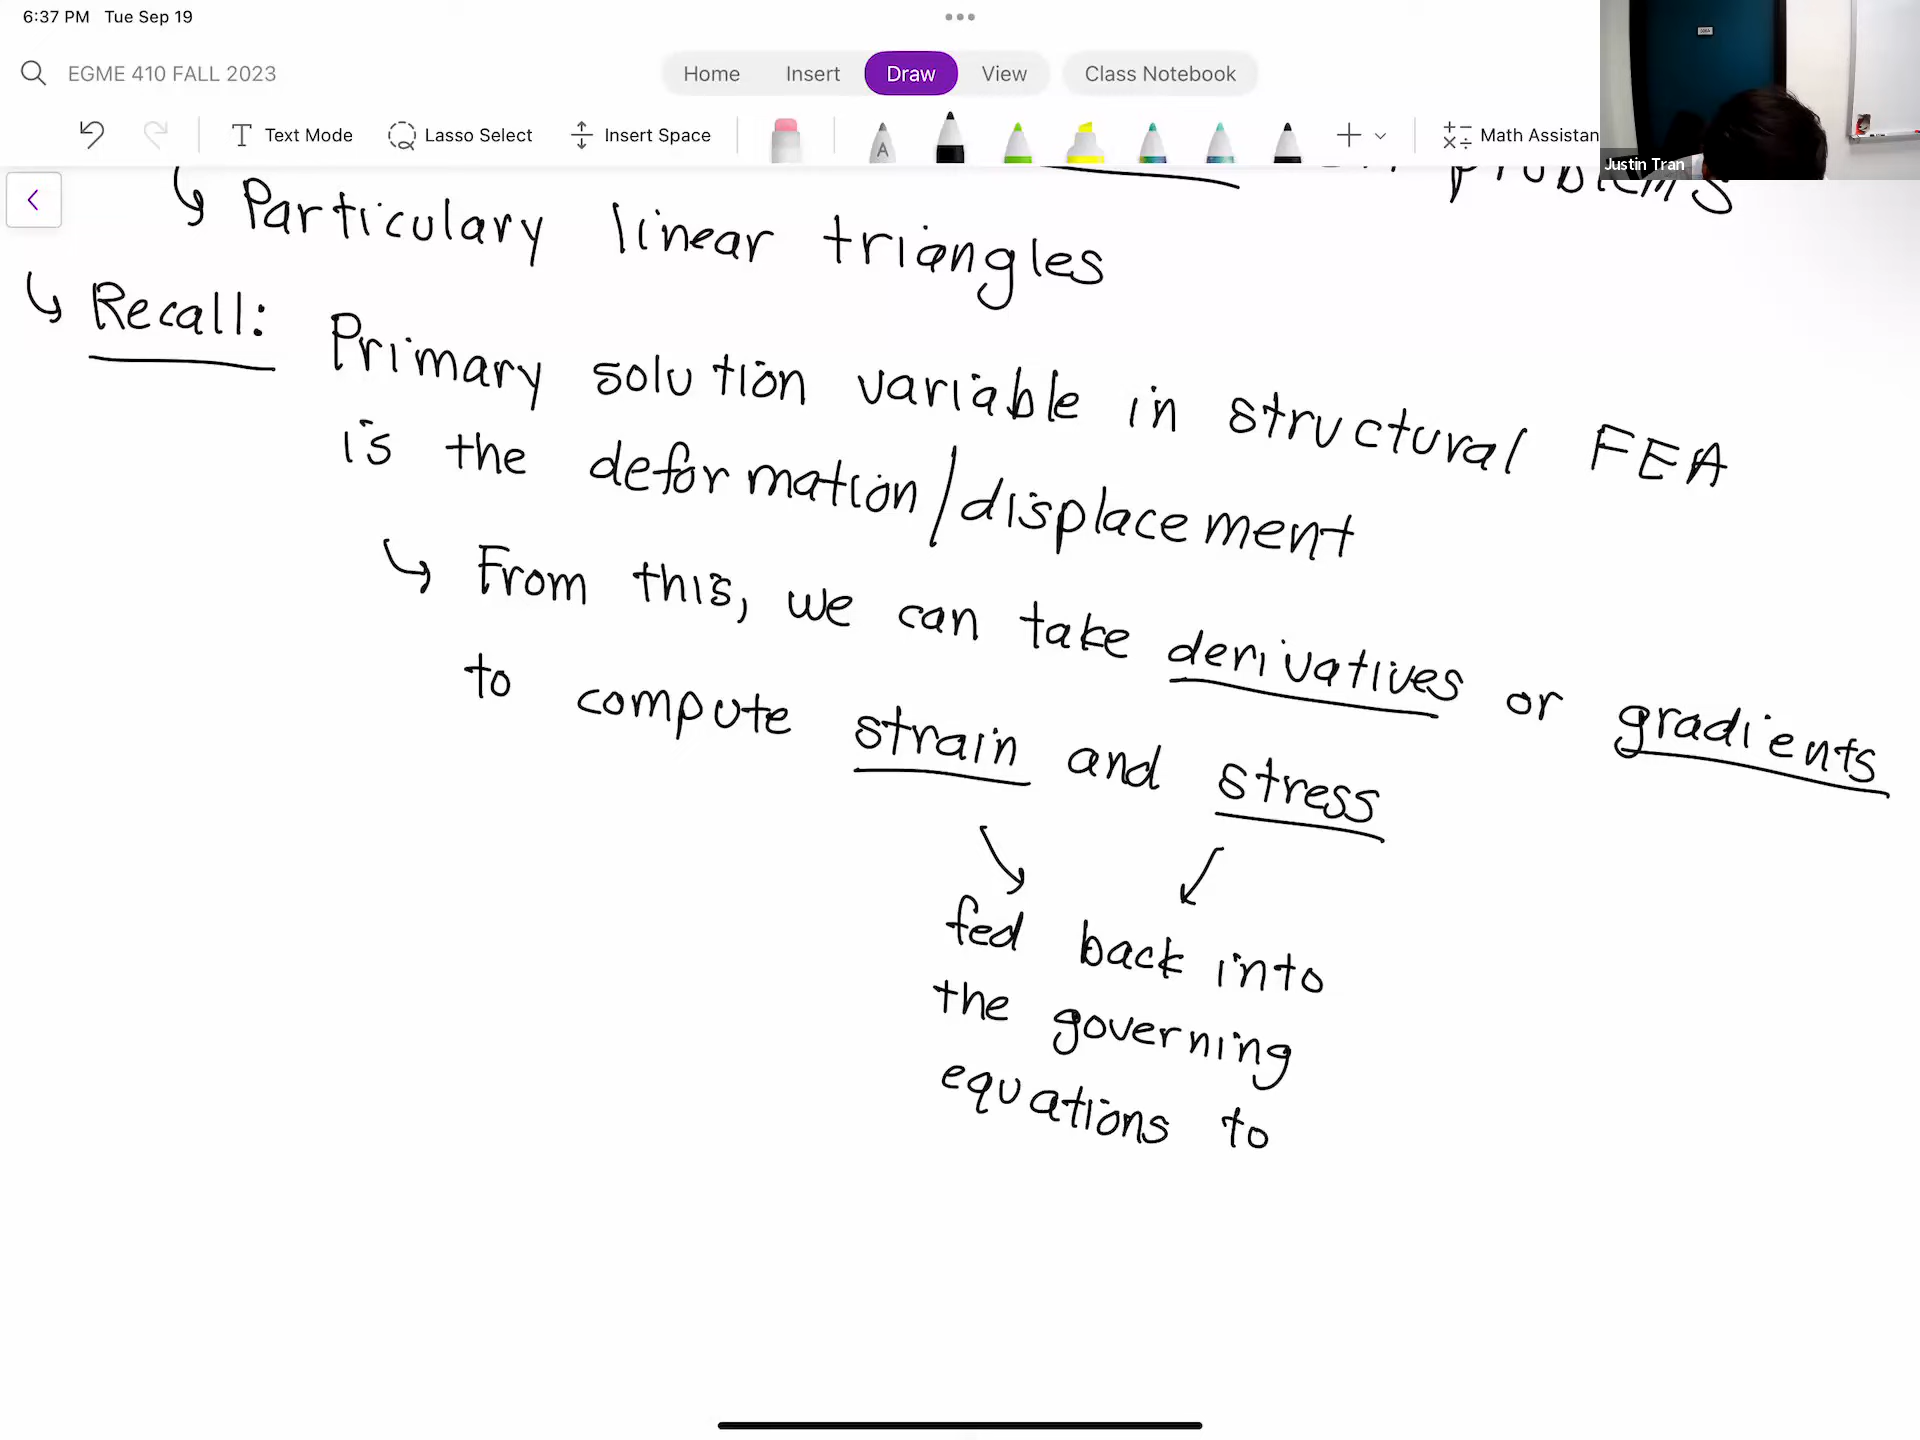 6:37 PM Tue Sep 19
EGME 410 FALL 2023
Home Insert Draw View Class Notebook
Text Mode Lasso Select Insert Space A Math Assistan
Justin Tran
problems
↳ Particulary linear triangles
↳ Recall: Primary solution variable in structural FEA
is the deformation/displacement
↳ From this, we can take derivatives or gradients
to compute strain and stress
fed back into
the governing
equations to